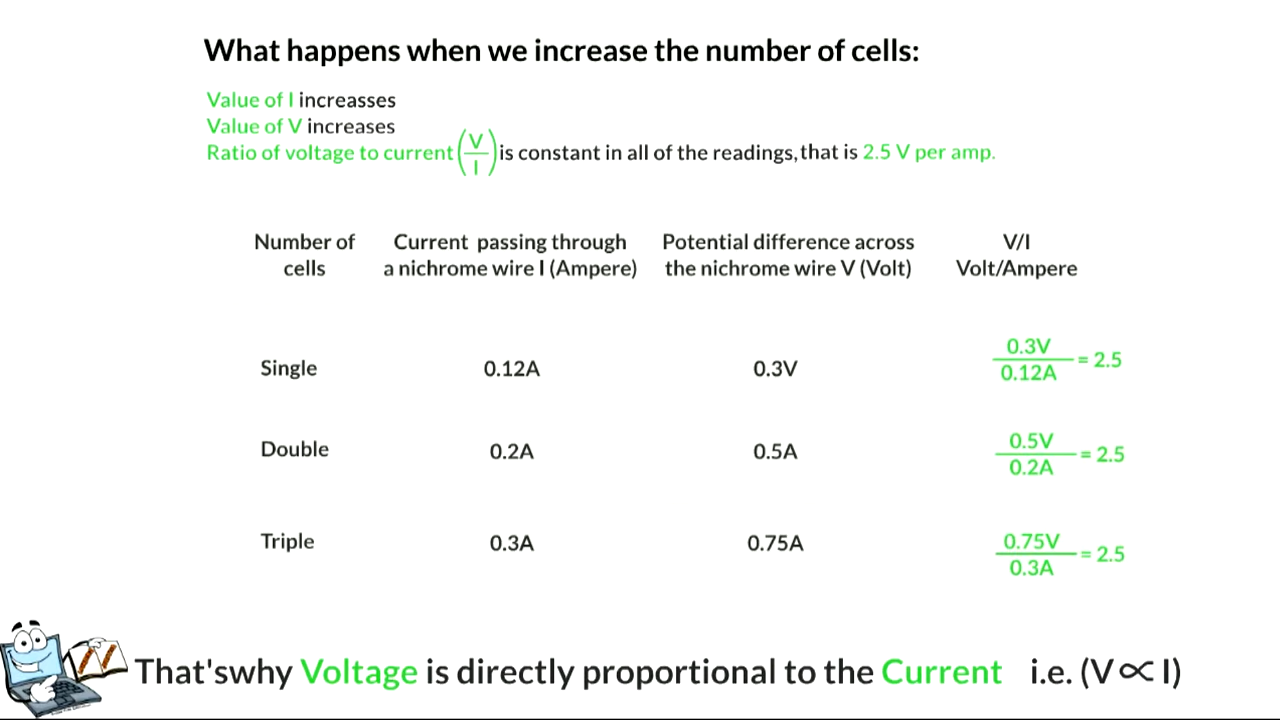 What happens when we increase the number of cells:
Value of I increasses
Value of V increases
Ratio of voltage to current (V/I) is constant in all of the readings, that is 2.5 V per amp.
Number of cells
Current passing through a nichrome wire I (Ampere)
Potential difference across the nichrome wire V (Volt)
V/I Volt/Ampere
Single 0.12A 0.3V 0.3V/0.12A = 2.5
Double 0.2A 0.5A 0.5V/0.2A = 2.5
Triple 0.3A 0.75A 0.75V/0.3A = 2.5
That'swhy Voltage is directly proportional to the Current i.e. (V ∝ I)